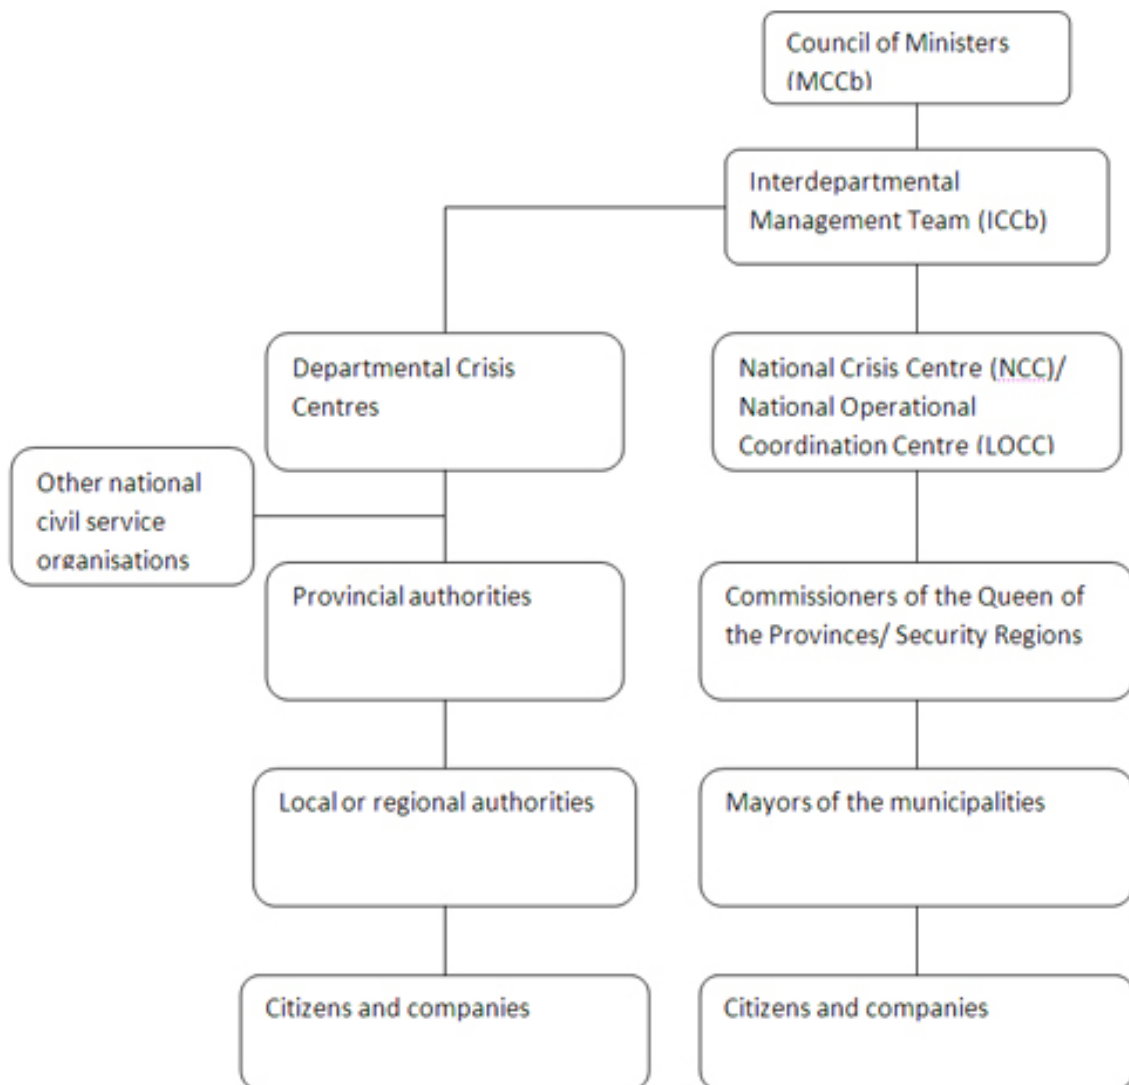 Council of Ministers
(MCCb)
Interdepartmental
Management Team (ICCb)
Departmental Crisis
Centres
National Crisis Centre (NCC)/
National Operational
Coordination Centre (LOCC)
Other national
civil service
organisations
Provincial authorities
Commissioners of the Queen of
the Provinces/ Security Regions
Local or regional authorities
Mayors of the municipalities
Citizens and companies
Citizens and companies